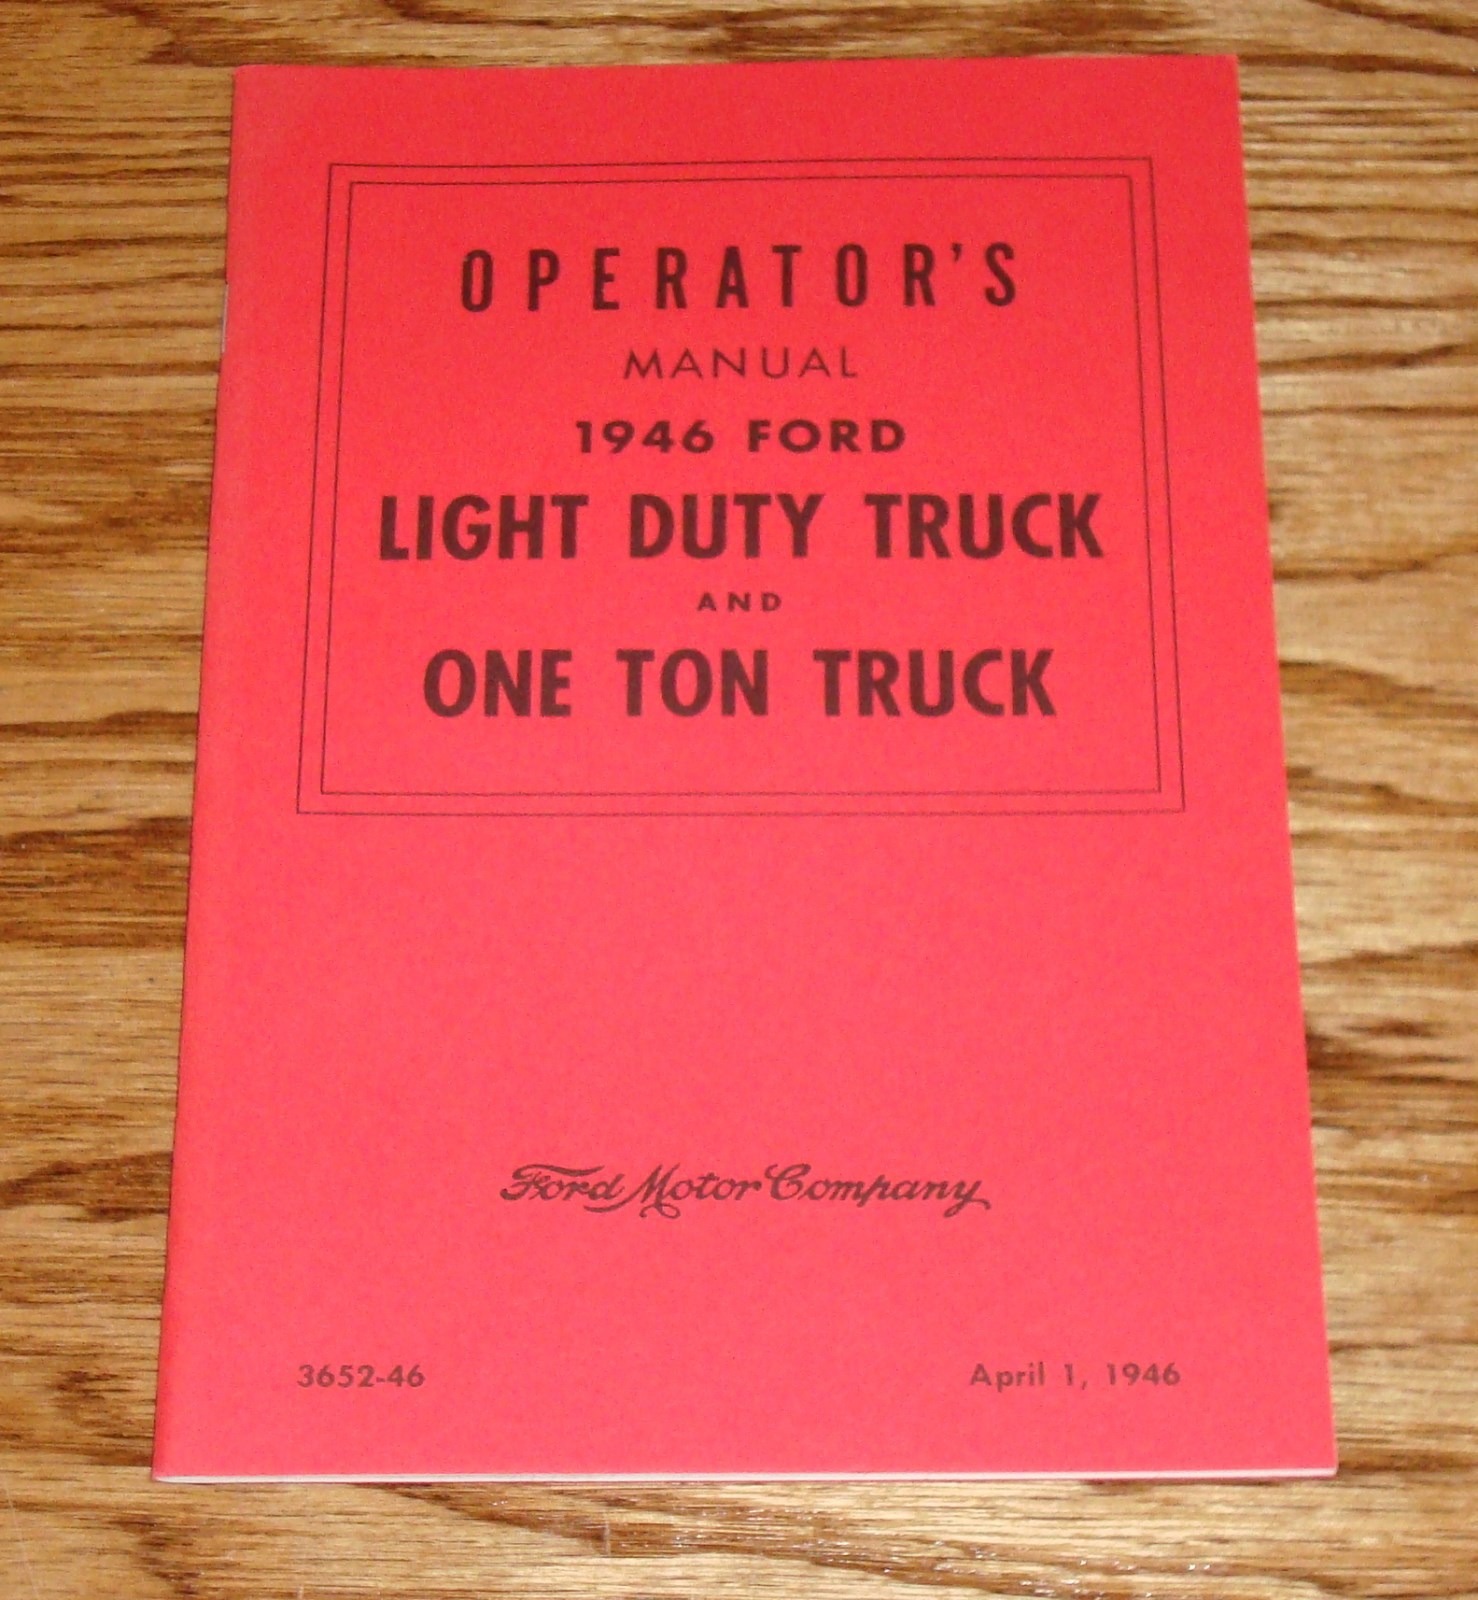 OPERATOR'S
MANUAL
1946 FORD
LIGHT DUTY TRUCK
AND
ONE TON TRUCK
Ford Motor Company
3652-46 April 1, 1946